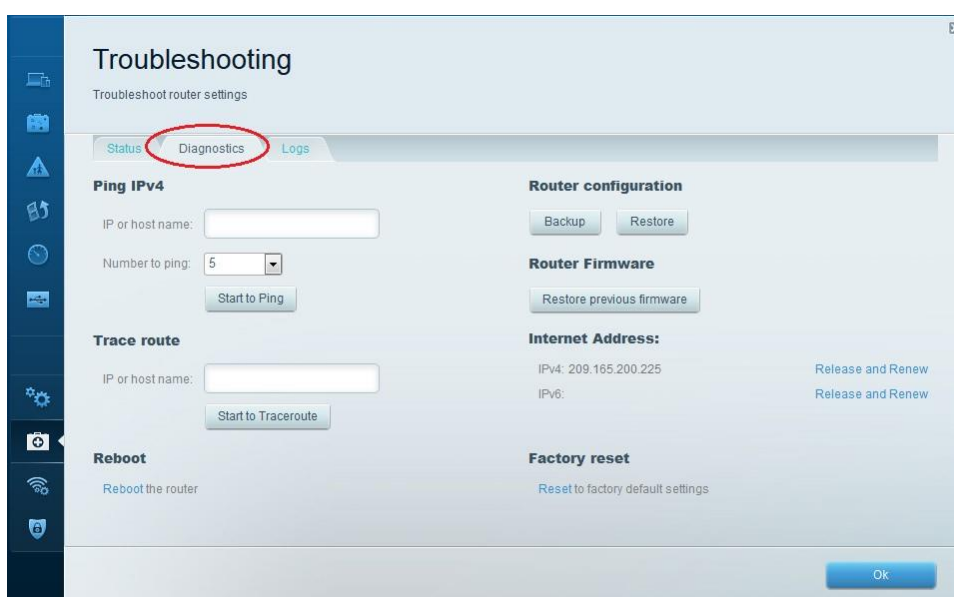 Troubleshooting
Troubleshoot router settings
Status Diagnostics Logs
Ping IPv4
IP or host name:
Number to ping: 5
Start to Ping
Trace route
IP or host name:
Start to Traceroute
Reboot
Reboot the router
Router configuration
Backup Restore
Router Firmware
Restore previous firmware
Internet Address:
IPv4: 209.165.200.225 Release and Renew
IPv6: Release and Renew
Factory reset
Reset to factory default settings
Ok